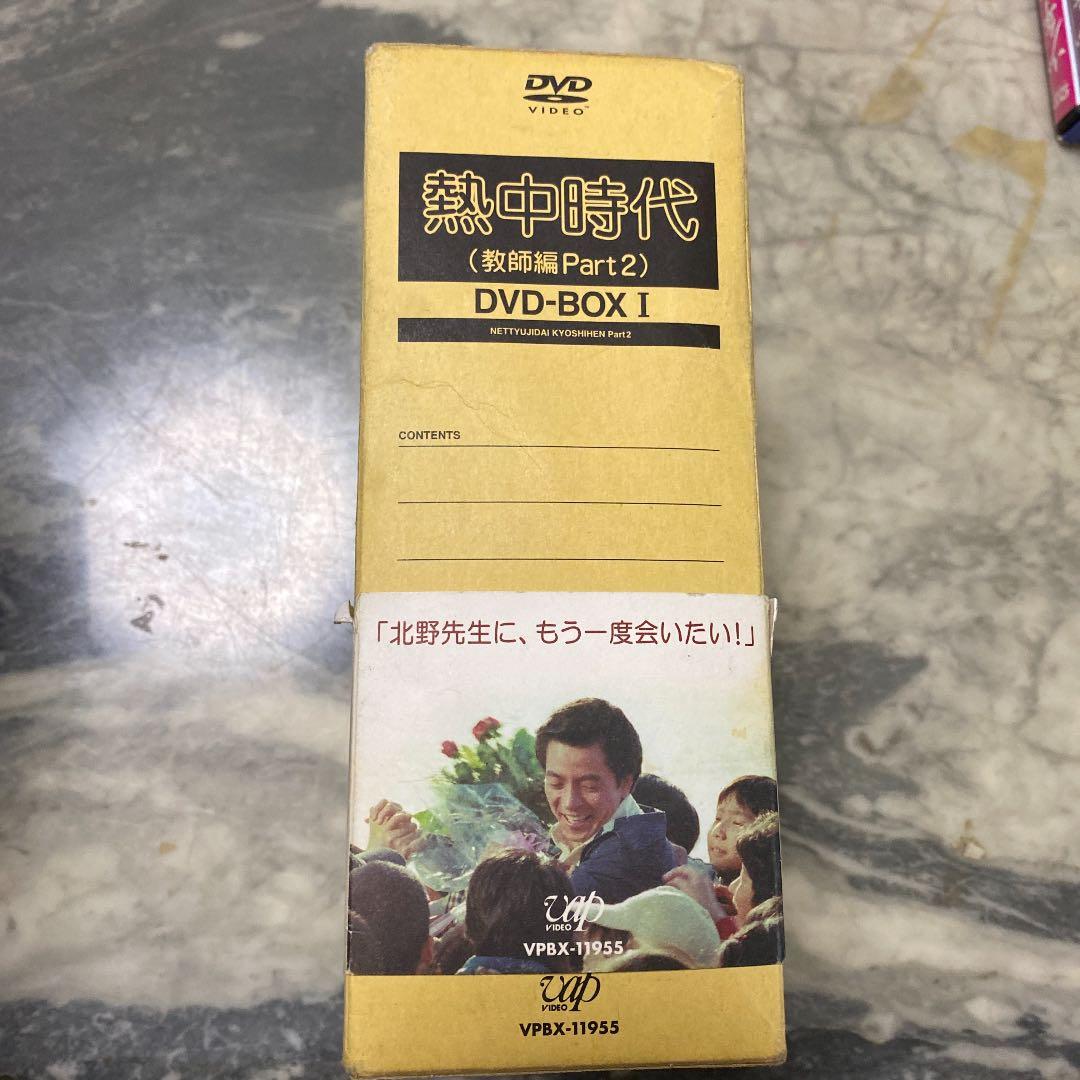 DVD
VIDEO™
熱中時代
(教師編Part2)
DVD-BOX I
NETTYUJIDAI KYOSHIHEN Part2
CONTENTS
「北野先生に、もう一度会いたい!」
vap
VIDEO
VPBX-11955
vap
VIDEO
VPBX-11955